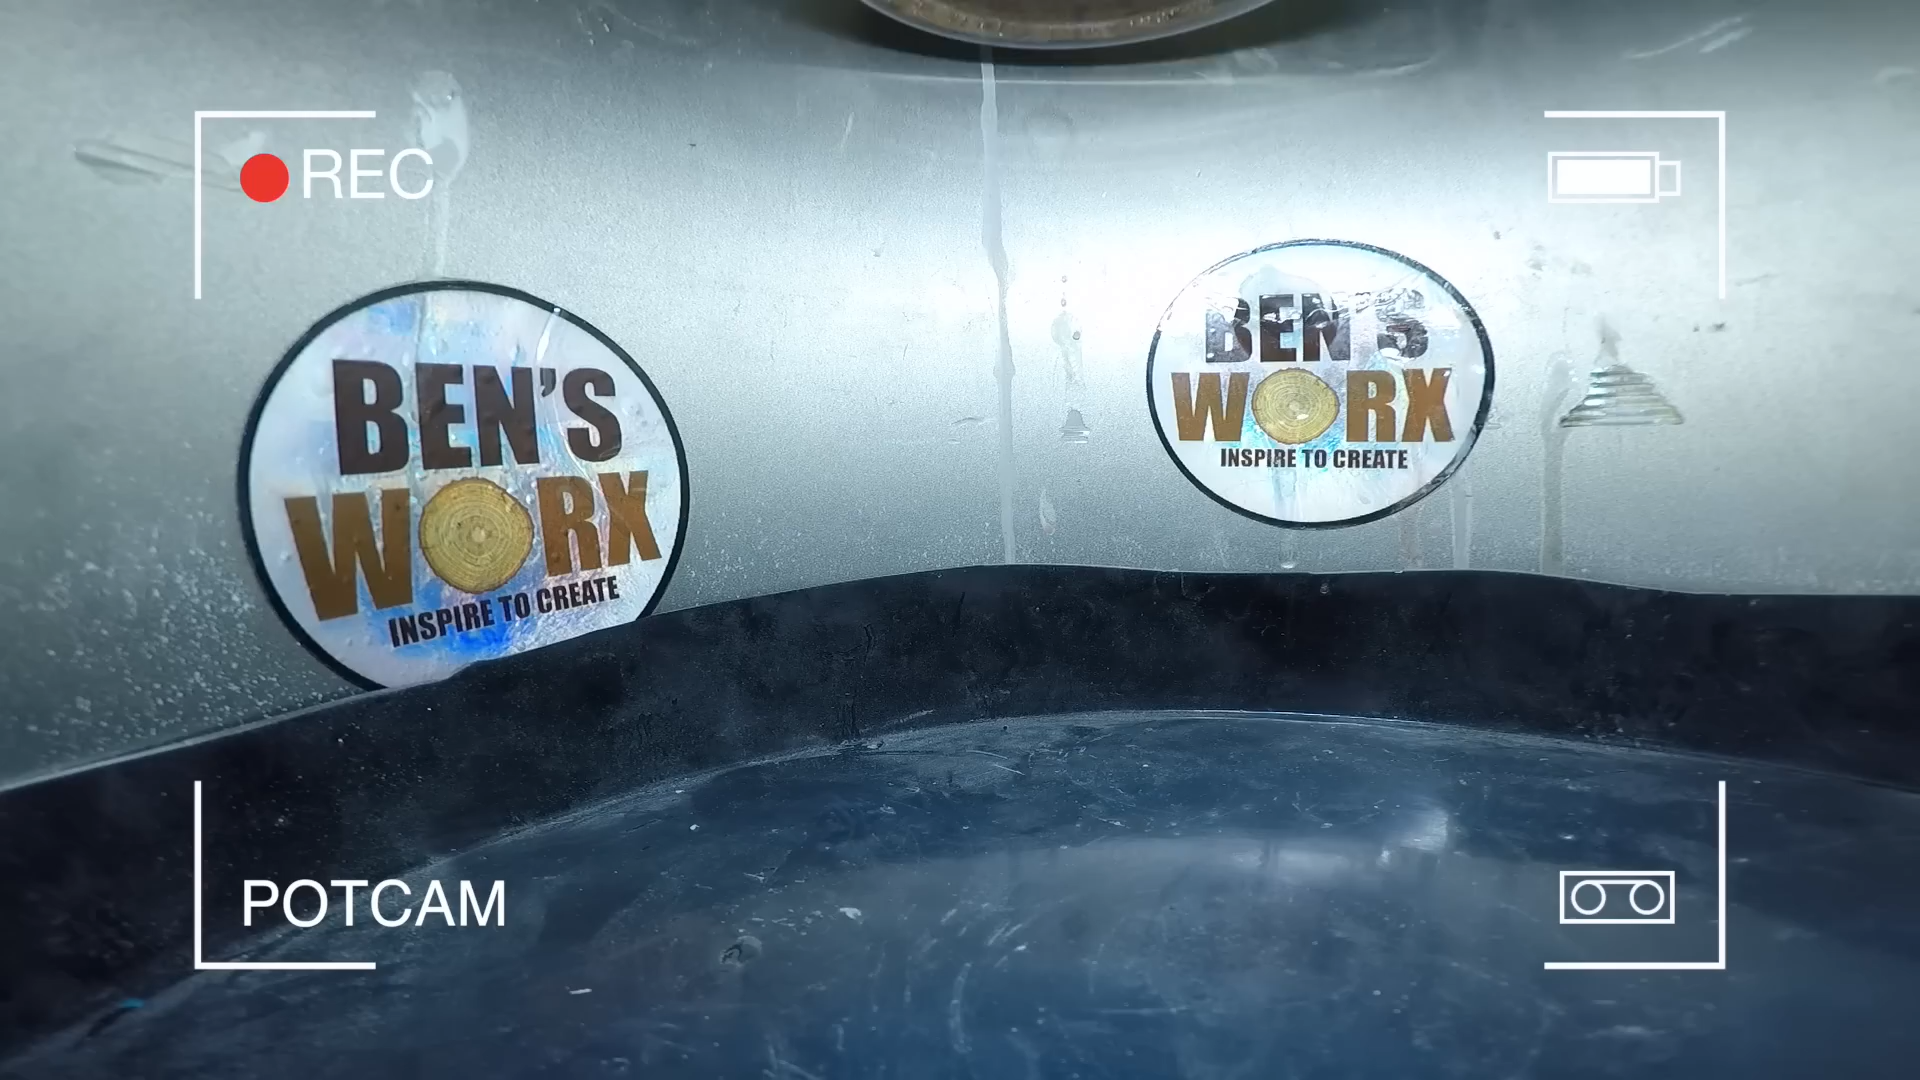 REC
BEN'S
WORX
INSPIRE TO CREATE
BEN'S
WORX
INSPIRE TO CREATE
POTCAM